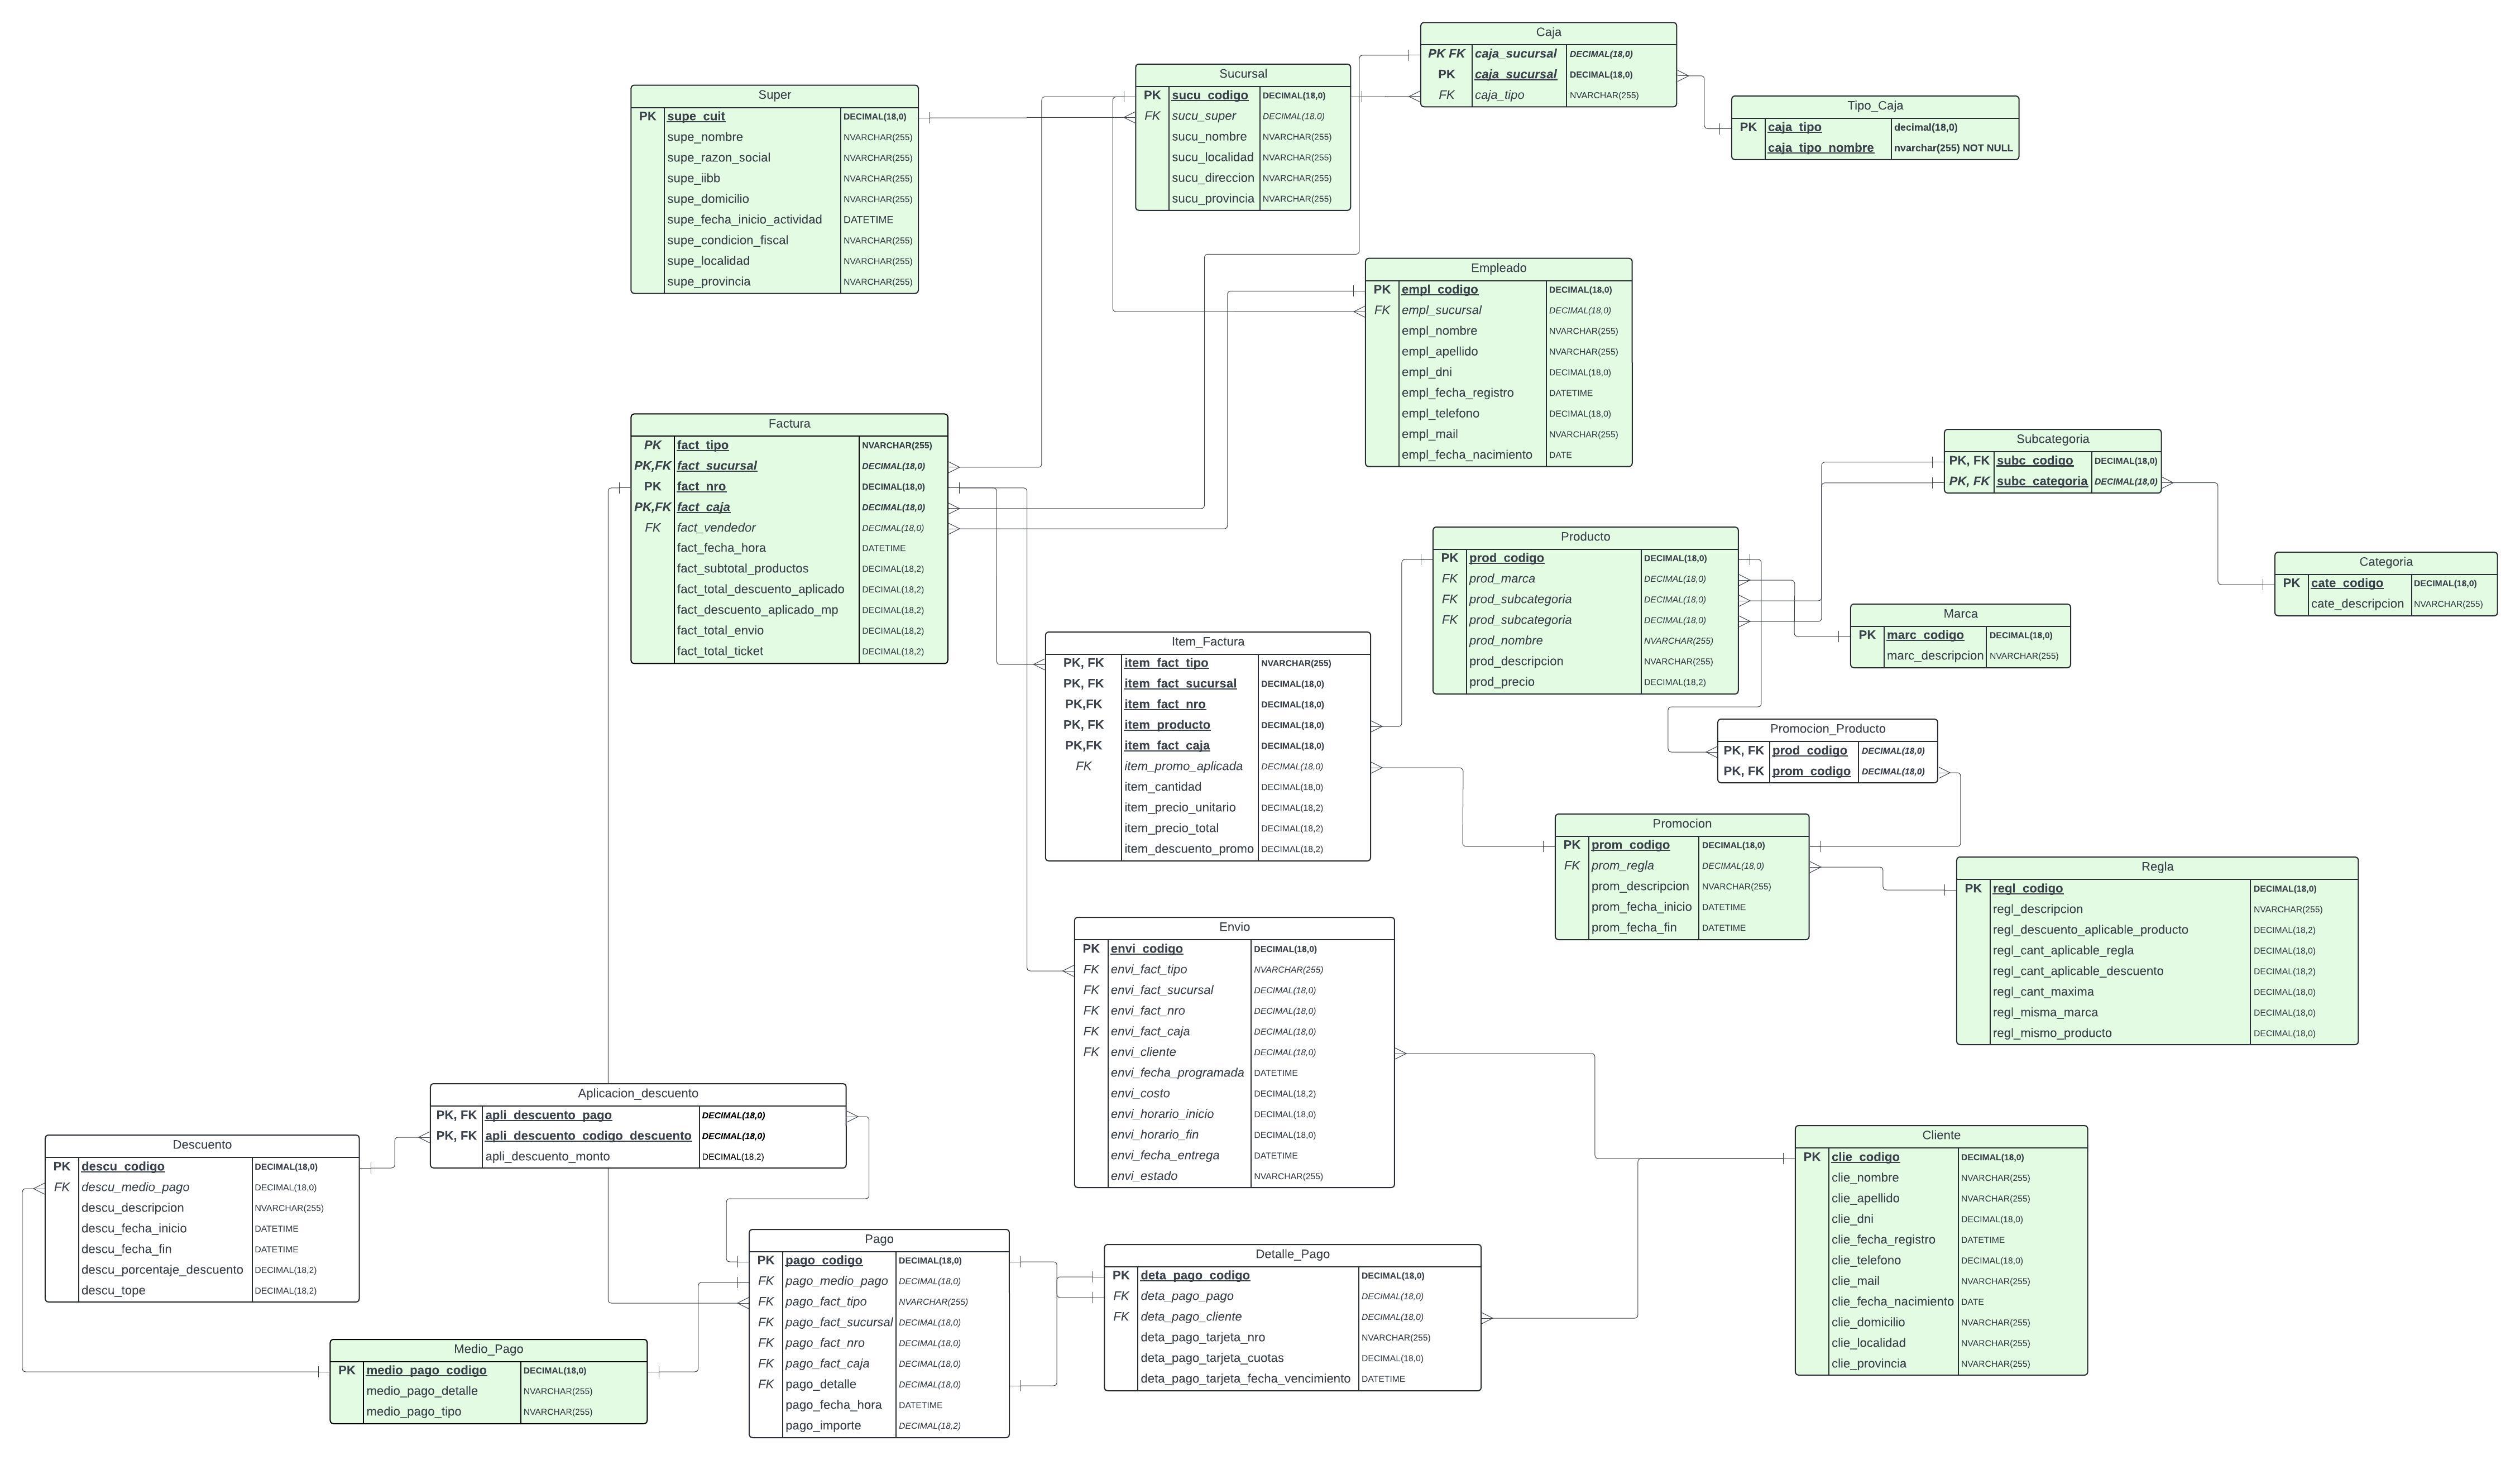 Caja
PK FK caja_sucursal DECIMAL(18,0)
PK caja_sucursal DECIMAL(18,0)
FK caja_tipo NVARCHAR(255)
Sucursal
PK sucu_codigo DECIMAL(18,0)
FK sucu_super DECIMAL(18,0)
sucu_nombre NVARCHAR(255)
sucu_localidad NVARCHAR(255)
sucu_direccion NVARCHAR(255)
sucu_provincia NVARCHAR(255)
Super
PK supe_cuit DECIMAL(18,0)
supe_nombre NVARCHAR(255)
supe_razon_social NVARCHAR(255)
supe_iibb NVARCHAR(255)
supe_domicilio NVARCHAR(255)
supe_fecha_inicio_actividad DATETIME
supe_condicion_fiscal NVARCHAR(255)
supe_localidad NVARCHAR(255)
supe_provincia NVARCHAR(255)
Tipo_Caja
PK caja_tipo decimal(18,0)
caja_tipo_nombre nvarchar(255) NOT NULL
Empleado
PK empl_codigo DECIMAL(18,0)
FK empl_sucursal DECIMAL(18,0)
empl_nombre NVARCHAR(255)
empl_apellido NVARCHAR(255)
empl_dni DECIMAL(18,0)
empl_fecha_registro DATETIME
empl_telefono DECIMAL(18,0)
empl_mail NVARCHAR(255)
empl_fecha_nacimiento DATE
Factura
PK fact_tipo NVARCHAR(255)
PK,FK fact_sucursal DECIMAL(18,0)
PK fact_nro DECIMAL(18,0)
PK,FK fact_caja DECIMAL(18,0)
FK fact_vendedor DECIMAL(18,0)
fact_fecha_hora DATETIME
fact_subtotal_productos DECIMAL(18,2)
fact_total_descuento_aplicado DECIMAL(18,2)
fact_descuento_aplicado_mp DECIMAL(18,2)
fact_total_envio DECIMAL(18,2)
fact_total_ticket DECIMAL(18,2)
Subcategoria
PK, FK subc_codigo DECIMAL(18,0)
PK, FK subc_categoria DECIMAL(18,0)
Producto
PK prod_codigo DECIMAL(18,0)
FK prod_marca DECIMAL(18,0)
FK prod_subcategoria DECIMAL(18,0)
FK prod_subcategoria DECIMAL(18,0)
prod_nombre NVARCHAR(255)
prod_descripcion NVARCHAR(255)
prod_precio DECIMAL(18,2)
Categoria
PK cate_codigo DECIMAL(18,0)
cate_descripcion NVARCHAR(255)
Marca
PK marc_codigo DECIMAL(18,0)
marc_descripcion NVARCHAR(255)
Item_Factura
PK, FK item_fact_tipo NVARCHAR(255)
PK, FK item_fact_sucursal DECIMAL(18,0)
PK,FK item_fact_nro DECIMAL(18,0)
PK, FK item_producto DECIMAL(18,0)
PK,FK item_fact_caja DECIMAL(18,0)
FK item_promo_aplicada DECIMAL(18,0)
item_cantidad DECIMAL(18,0)
item_precio_unitario DECIMAL(18,2)
item_precio_total DECIMAL(18,2)
item_descuento_promo DECIMAL(18,2)
Promocion_Producto
PK, FK prod_codigo DECIMAL(18,0)
PK, FK prom_codigo DECIMAL(18,0)
Promocion
PK prom_codigo DECIMAL(18,0)
FK prom_regla DECIMAL(18,0)
prom_descripcion NVARCHAR(255)
prom_fecha_inicio DATETIME
prom_fecha_fin DATETIME
Regla
PK regl_codigo DECIMAL(18,0)
regl_descripcion NVARCHAR(255)
regl_descuento_aplicable_producto DECIMAL(18,2)
regl_cant_aplicable_regla DECIMAL(18,0)
regl_cant_aplicable_descuento DECIMAL(18,2)
regl_cant_maxima DECIMAL(18,0)
regl_misma_marca DECIMAL(18,0)
regl_mismo_producto DECIMAL(18,0)
Envio
PK envi_codigo DECIMAL(18,0)
FK envi_fact_tipo NVARCHAR(255)
FK envi_fact_sucursal DECIMAL(18,0)
FK envi_fact_nro DECIMAL(18,0)
FK envi_fact_caja DECIMAL(18,0)
FK envi_cliente DECIMAL(18,0)
envi_fecha_programada DATETIME
envi_costo DECIMAL(18,2)
envi_horario_inicio DECIMAL(18,0)
envi_horario_fin DECIMAL(18,0)
envi_fecha_entrega DATETIME
envi_estado NVARCHAR(255)
Aplicacion_descuento
PK, FK apli_descuento_pago DECIMAL(18,0)
PK, FK apli_descuento_codigo_descuento DECIMAL(18,0)
apli_descuento_monto DECIMAL(18,2)
Descuento
PK descu_codigo DECIMAL(18,0)
FK descu_medio_pago DECIMAL(18,0)
descu_descripcion NVARCHAR(255)
descu_fecha_inicio DATETIME
descu_fecha_fin DATETIME
descu_porcentaje_descuento DECIMAL(18,2)
descu_tope DECIMAL(18,2)
Cliente
PK clie_codigo DECIMAL(18,0)
clie_nombre NVARCHAR(255)
clie_apellido NVARCHAR(255)
clie_dni DECIMAL(18,0)
clie_fecha_registro DATETIME
clie_telefono DECIMAL(18,0)
clie_mail NVARCHAR(255)
clie_fecha_nacimiento DATE
clie_domicilio NVARCHAR(255)
clie_localidad NVARCHAR(255)
clie_provincia NVARCHAR(255)
Pago
PK pago_codigo DECIMAL(18,0)
FK pago_medio_pago DECIMAL(18,0)
FK pago_fact_tipo NVARCHAR(255)
FK pago_fact_sucursal DECIMAL(18,0)
FK pago_fact_nro DECIMAL(18,0)
FK pago_fact_caja DECIMAL(18,0)
FK pago_detalle DECIMAL(18,0)
pago_fecha_hora DATETIME
pago_importe DECIMAL(18,2)
Detalle_Pago
PK deta_pago_codigo DECIMAL(18,0)
FK deta_pago_pago DECIMAL(18,0)
FK deta_pago_cliente DECIMAL(18,0)
deta_pago_tarjeta_nro NVARCHAR(255)
deta_pago_tarjeta_cuotas DECIMAL(18,0)
deta_pago_tarjeta_fecha_vencimiento DATETIME
Medio_Pago
PK medio_pago_codigo DECIMAL(18,0)
medio_pago_detalle NVARCHAR(255)
medio_pago_tipo NVARCHAR(255)